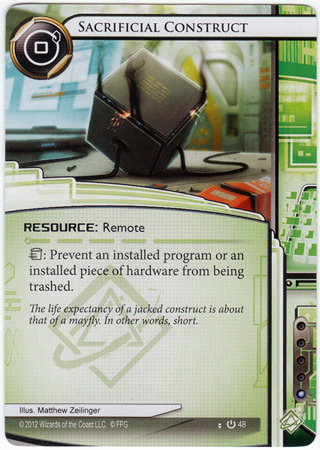 0
SACRIFICIAL CONSTRUCT
RESOURCE: Remote
: Prevent an installed program or an
installed piece of hardware from being
trashed.
The life expectancy of a jacked construct is about
that of a mayfly. In other words, short.
Illus. Matthew Zeilinger
© 2012 Wizards of the Coast LLC. © FFG
48